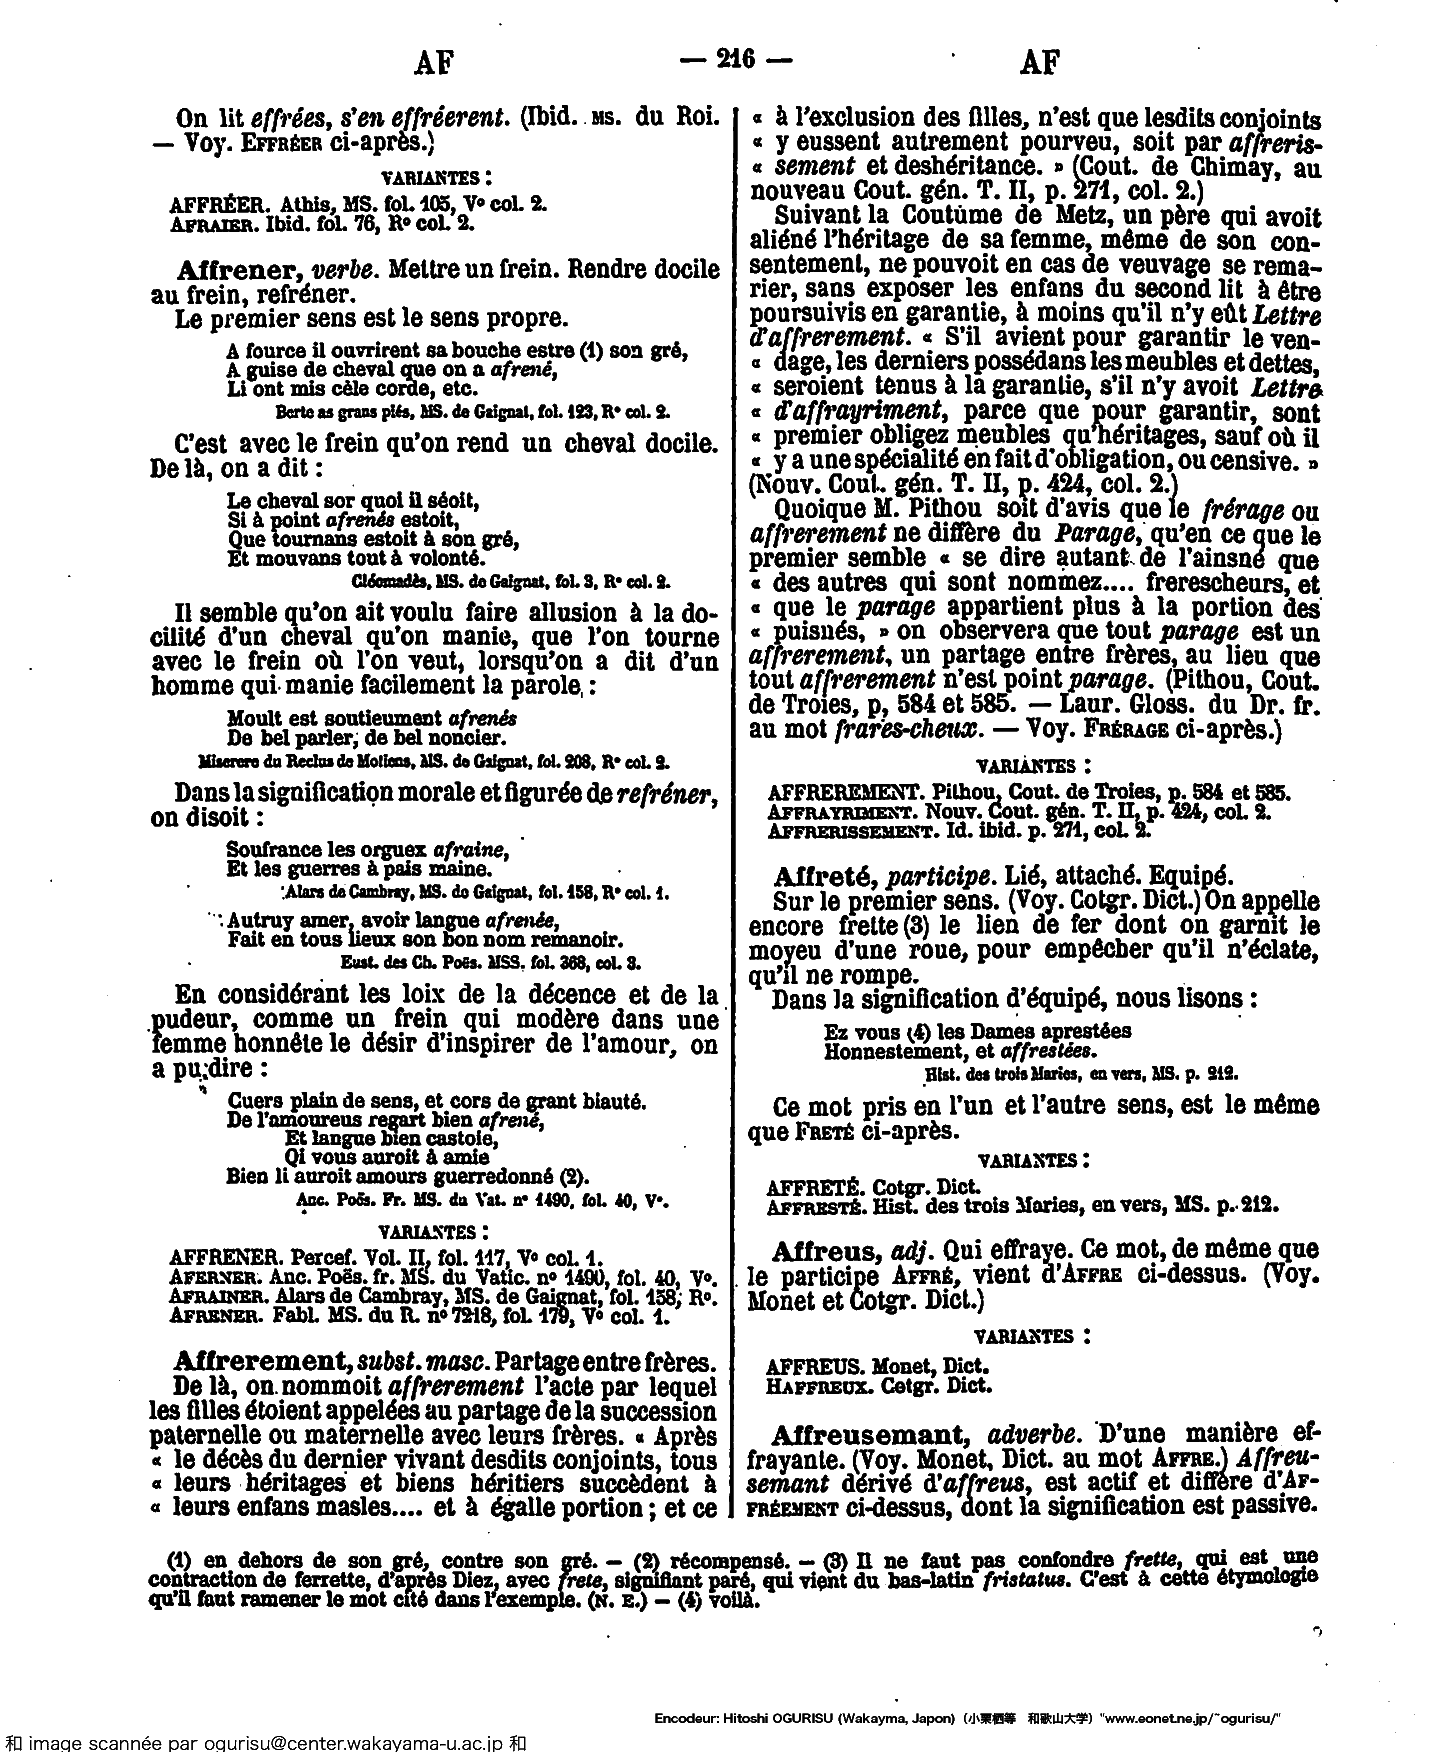 AF — 216 — AF
On lit effrées, s'en effréerent. (Ibid. MS. du Roi.
— Voy. EFFRÉER ci-après.)
VARIANTES :
AFFRÉER. Athis, MS. fol. 105, Vº col. 2.
AFRAIER. Ibid. fol. 76, Rº col. 2.
Affrener, verbe. Mettre un frein. Rendre docile
au frein, refréner.
Le premier sens est le sens propre.
A fource il ouvrirent sa bouche estre (1) son gré,
A guise de cheval que on a afrené,
Li ont mis cèle corde, etc.
Berte as grans piés, MS. de Gaignat, fol. 123, Rº col. 2.
C'est avec le frein qu'on rend un cheval docile.
De là, on a dit :
Le cheval sor quoi il séoit,
Si à point afrenés estoit,
Que tournans estoit à son gré,
Et mouvans tout à volonté.
Cléomadès, MS. de Gaignat, fol. 3, Rº col. 2.
Il semble qu'on ait voulu faire allusion à la do-
cilité d'un cheval qu'on manie, que l'on tourne
avec le frein où l'on veut, lorsqu'on a dit d'un
homme qui manie facilement la parole :
Moult est soutieument afrenés
De bel parler, de bel noncier.
Miserere du Reclus de Moliens, MS. de Gaignat, fol. 208, Rº col. 2.
Dans la signification morale et figurée de refréner,
on disoit :
Soufrance les orguex afraine,
Et les guerres à pais maine.
Alars de Cambray, MS. de Gaignat, fol. 158, Rº col. 1.
Autruy amer, avoir langue afrenée,
Fait en tous lieux son bon nom remanoir.
Eust. des Ch. Poës. MSS. fol. 368, col. 3.
En considérant les loix de la décence et de la
pudeur, comme un frein qui modère dans une
femme honnête le désir d'inspirer de l'amour, on
a pu dire :
Cuers plain de sens, et cors de grant biauté.
De l'amoureus regart bien afrené,
Et langue bien castoie,
Qi vous auroit à amie
Bien li auroit amours guerredonné (2).
Anc. Poës. Fr. MS. du Vat. nº 1490, fol. 40, Vº.
VARIANTES :
AFFRENER. Percef. Vol. II, fol. 117, Vº col. 1.
AFERNER. Anc. Poës. fr. MS. du Vatic. nº 1490, fol. 40, Vº.
AFRAINER. Alars de Cambray, MS. de Gaignat, fol. 158, Rº.
AFRENER. Fabl. MS. du R. nº 7218, fol. 179, Vº col. 1.
Affrerement, subst. masc. Partage entre frères.
De là, on nommoit affrerement l'acte par lequel
les filles étoient appelées au partage de la succession
paternelle ou maternelle avec leurs frères. « Après
« le décès du dernier vivant desdits conjoints, tous
« leurs héritages et biens héritiers succèdent à
« leurs enfans masles.... et à égalle portion ; et ce
« à l'exclusion des filles, n'est que lesdits conjoints
« y eussent autrement pourveu, soit par affreris-
« sement et deshéritance. » (Cout. de Chimay, au
nouveau Cout. gén. T. II, p. 271, col. 2.)
Suivant la Coutume de Metz, un père qui avoit
aliéné l'héritage de sa femme, même de son con-
sentement, ne pouvoit en cas de veuvage se rema-
rier, sans exposer les enfans du second lit à être
poursuivis en garantie, à moins qu'il n'y eût Lettre
d'affrerement. « S'il avient pour garantir le ven-
« dage, les derniers possédans les meubles et dettes,
« seroient tenus à la garantie, s'il n'y avoit Lettre
« d'affrayriment, parce que pour garantir, sont
« premier obligez meubles qu'héritages, sauf où il
« y a une spécialité en fait d'obligation, ou censive. »
(Nouv. Cout. gén. T. II, p. 424, col. 2.)
Quoique M. Pithou soit d'avis que le frérage ou
affrerement ne diffère du Parage, qu'en ce que le
premier semble « se dire autant de l'ainsné que
« des autres qui sont nommez.... frerescheurs, et
« que le parage appartient plus à la portion des
« puisnés, » on observera que tout parage est un
affrerement, un partage entre frères, au lieu que
tout affrerement n'est point parage. (Pithou, Cout.
de Troies, p, 584 et 585. — Laur. Gloss. du Dr. fr.
au mot frares-cheux. — Voy. FRÉRAGE ci-après.)
VARIANTES :
AFFREREMENT. Pithou, Cout. de Troies, p. 584 et 585.
AFFRAYRIMENT. Nouv. Cout. gén. T. II, p. 424, col. 2.
AFFRERISSEMENT. Id. ibid. p. 271, col. 2.
Affreté, participe. Lié, attaché. Equipé.
Sur le premier sens. (Voy. Cotgr. Dict.) On appelle
encore frette (3) le lien de fer dont on garnit le
moyeu d'une roue, pour empêcher qu'il n'éclate,
qu'il ne rompe.
Dans la signification d'équipé, nous lisons :
Ez vous (4) les Dames aprestées
Honnestement, et affrestées.
Hist. des trois Maries, en vers, MS. p. 212.
Ce mot pris en l'un et l'autre sens, est le même
que FRETÉ ci-après.
VARIANTES :
AFFRETÉ. Cotgr. Dict.
AFFRESTÉ. Hist. des trois Maries, en vers, MS. p. 212.
Affreus, adj. Qui effraye. Ce mot, de même que
le participe AFFRÉ, vient d'AFFRE ci-dessus. (Voy.
Monet et Cotgr. Dict.)
VARIANTES :
AFFREUS. Monet, Dict.
HAFFREUX. Cotgr. Dict.
Affreusemant, adverbe. D'une manière ef-
frayante. (Voy. Monet, Dict. au mot AFFRE.) Affreu-
semant dérivé d'affreus, est actif et diffère d'AF-
FRÉEMENT ci-dessus, dont la signification est passive.
(1) en dehors de son gré, contre son gré. — (2) récompensé. — (3) Il ne faut pas confondre frette, qui est une
contraction de ferrette, d'après Diez, avec frete, signifiant paré, qui vient du bas-latin fristatus. C'est à cette étymologie
qu'il faut ramener le mot cité dans l'exemple. (N. E.) — (4) voilà.
Encodeur: Hitoshi OGURISU (Wakayma, Japon) (小栗栖等 和歌山大学) "www.eonet.ne.jp/~ogurisu/"
和 image scannée par ogurisu@center.wakayama-u.ac.jp 和